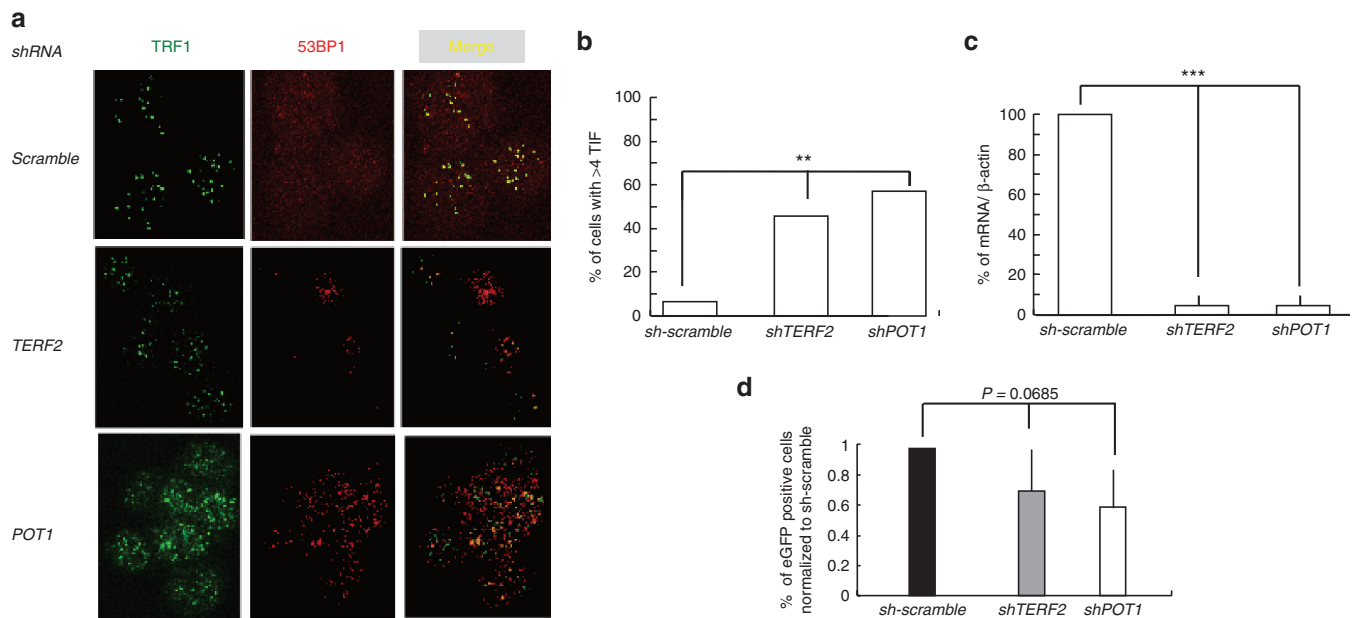 a
shRNA
TRF1
53BP1
Merge
Scramble
TERF2
POT1
b
% of cells with >4 TIF
100
80
60
40
20
0
**
sh-scramble
shTERF2
shPOT1
c
% of mRNA/ β-actin
100
80
60
40
20
0
***
sh-scramble
shTERF2
shPOT1
d
% of eGFP positive cells
normalized to sh-scramble
P = 0.0685
1
0.8
0.6
0.4
0.2
0
sh-scramble
shTERF2
shPOT1